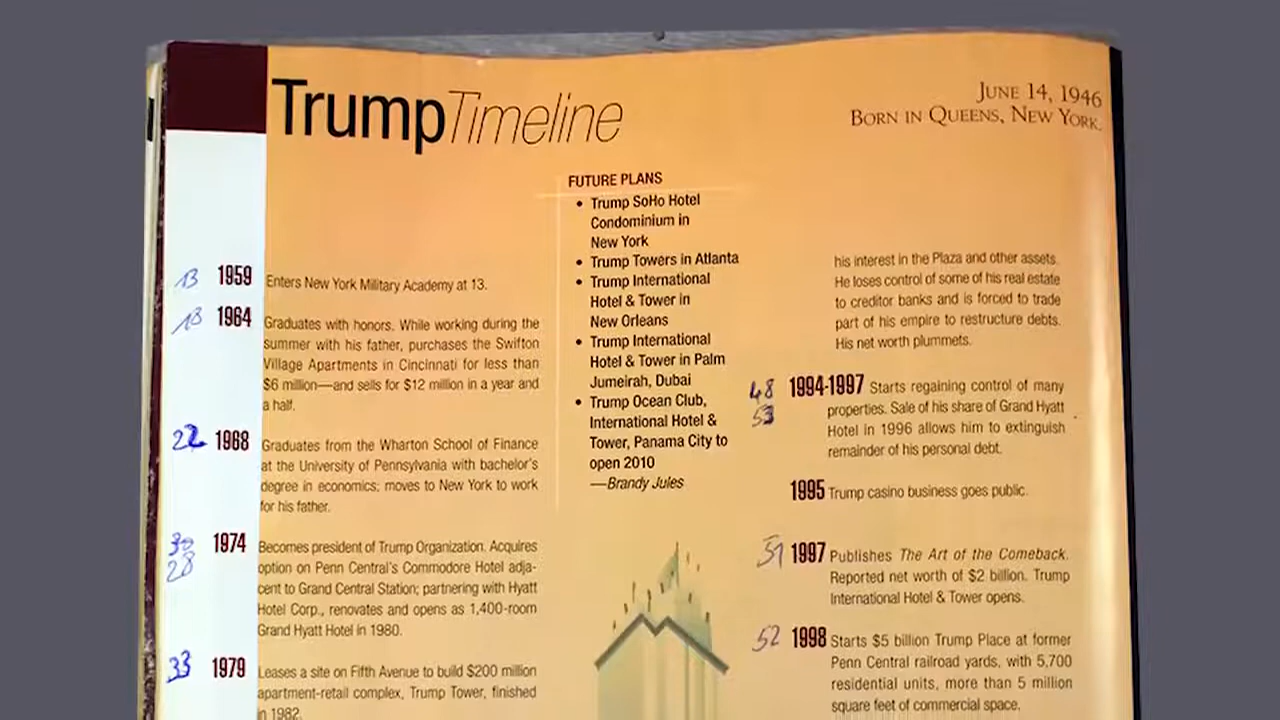 TrumpTimeline
JUNE 14, 1946
BORN IN QUEENS, NEW YORK.
13 1959 Enters New York Military Academy at 13.
18 1964 Graduates with honors. While working during the
summer with his father, purchases the Swifton
Village Apartments in Cincinnati for less than
$6 million—and sells for $12 million in a year and
a half.
22 1968 Graduates from the Wharton School of Finance
at the University of Pennsylvania with bachelor's
degree in economics; moves to New York to work
for his father.
30 1974 Becomes president of Trump Organization. Acquires
28 option on Penn Central's Commodore Hotel adja-
cent to Grand Central Station; partnering with Hyatt
Hotel Corp., renovates and opens as 1,400-room
Grand Hyatt Hotel in 1980.
33 1979 Leases a site on Fifth Avenue to build $200 million
apartment-retail complex, Trump Tower, finished
in 1982.
FUTURE PLANS
• Trump SoHo Hotel
Condominium in
New York
• Trump Towers in Atlanta
• Trump International
Hotel & Tower in
New Orleans
• Trump International
Hotel & Tower in Palm
Jumeirah, Dubai
• Trump Ocean Club,
International Hotel &
Tower, Panama City to
open 2010
—Brandy Jules
his interest in the Plaza and other assets.
He loses control of some of his real estate
to creditor banks and is forced to trade
part of his empire to restructure debts.
His net worth plummets.
48 1994-1997 Starts regaining control of many
53 properties. Sale of his share of Grand Hyatt
Hotel in 1996 allows him to extinguish
remainder of his personal debt.
1995 Trump casino business goes public.
51 1997 Publishes The Art of the Comeback.
Reported net worth of $2 billion. Trump
International Hotel & Tower opens.
52 1998 Starts $5 billion Trump Place at former
Penn Central railroad yards, with 5,700
residential units, more than 5 million
square feet of commercial space.